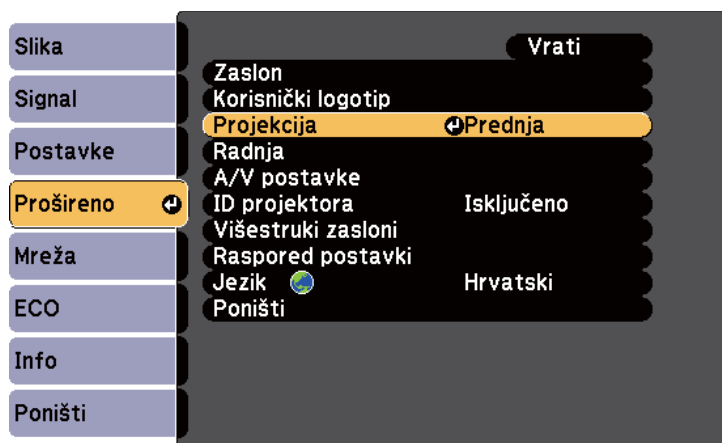 Slika
Signal
Postavke
Prošireno
Mreža
ECO
Info
Poništi
Vrati
Zaslon
Korisnički logotip
Projekcija Prednja
Radnja
A/V postavke
ID projektora Isključeno
Višestruki zasloni
Raspored postavki
Jezik Hrvatski
Poništi